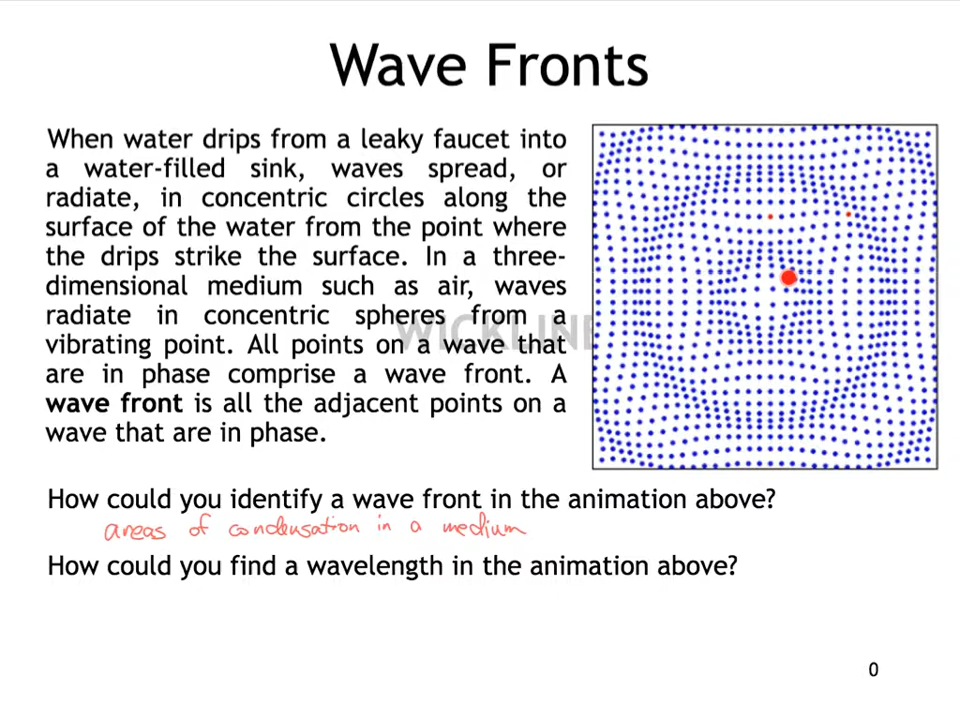 Wave Fronts
When water drips from a leaky faucet into
a water-filled sink, waves spread, or
radiate, in concentric circles along the
surface of the water from the point where
the drips strike the surface. In a three-
dimensional medium such as air, waves
radiate in concentric spheres from a
vibrating point. All points on a wave that
are in phase comprise a wave front. A
wave front is all the adjacent points on a
wave that are in phase.
WICKLINE
How could you identify a wave front in the animation above?
areas of condensation in a medium
How could you find a wavelength in the animation above?
0